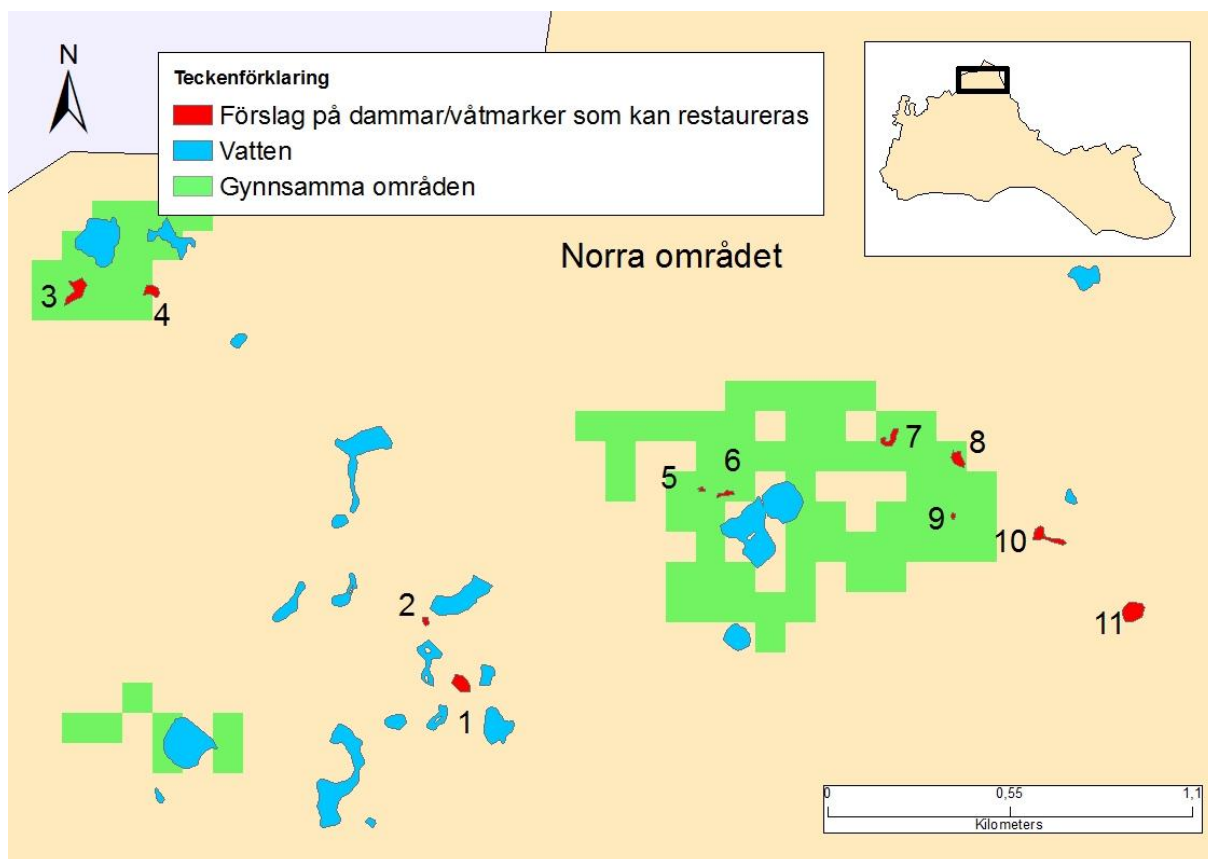 N
Teckenförklaring
Förslag på dammar/våtmarker som kan restaureras
Vatten
Gynnsamma områden
Norra området
3
4
7
8
6
5
9
10
2
11
1
0 0,55 1,1
Kilometers